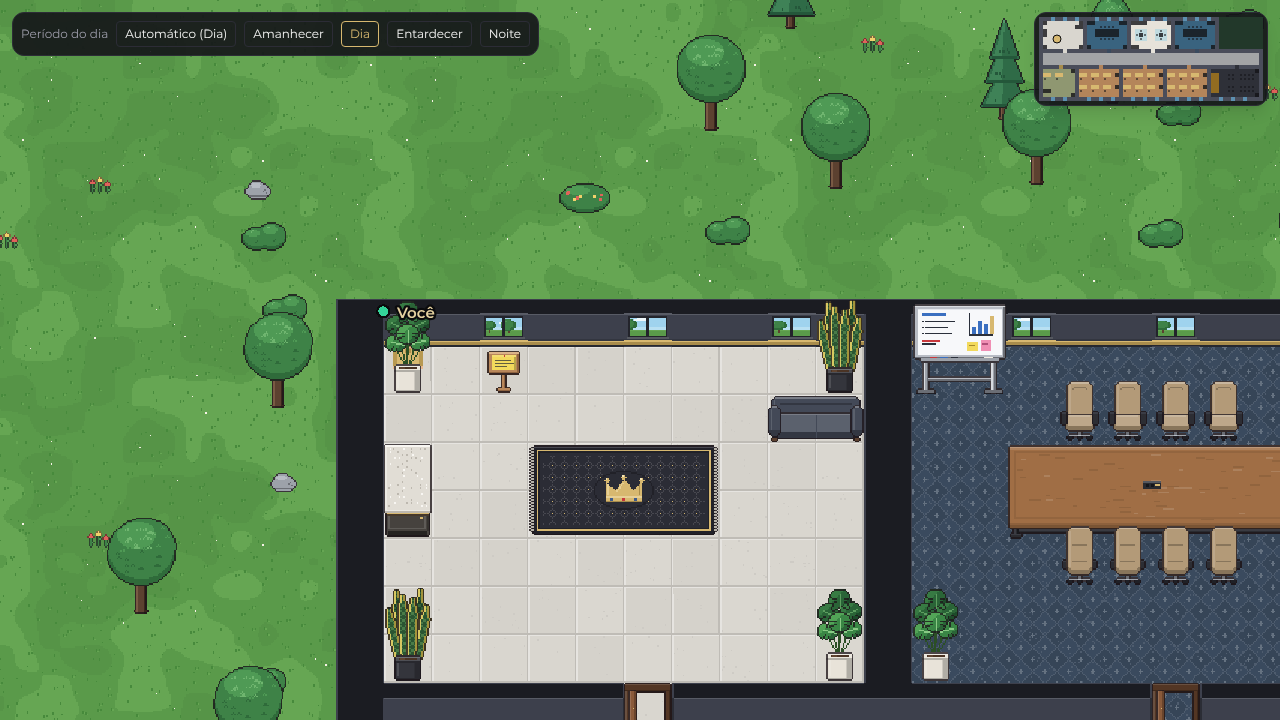 Período do dia
Automático (Dia)
Amanhecer
Dia
Entardecer
Noite
Você